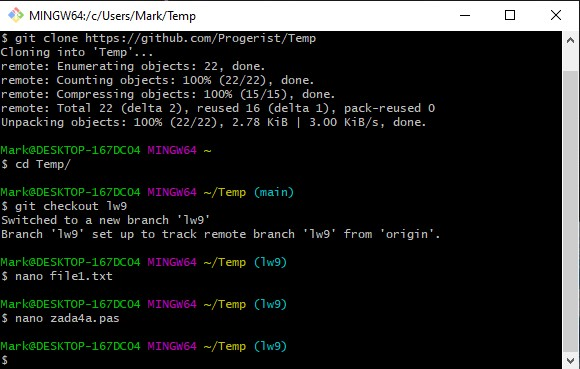 MINGW64:/c/Users/Mark/Temp
$ git clone https://github.com/Progerist/Temp
Cloning into 'Temp'...
remote: Enumerating objects: 22, done.
remote: Counting objects: 100% (22/22), done.
remote: Compressing objects: 100% (15/15), done.
remote: Total 22 (delta 2), reused 16 (delta 1), pack-reused 0
Unpacking objects: 100% (22/22), 2.78 KiB | 3.00 KiB/s, done.
Mark@DESKTOP-167DC04 MINGW64 ~
$ cd Temp/
Mark@DESKTOP-167DC04 MINGW64 ~/Temp (main)
$ git checkout lw9
Switched to a new branch 'lw9'
Branch 'lw9' set up to track remote branch 'lw9' from 'origin'.
Mark@DESKTOP-167DC04 MINGW64 ~/Temp (lw9)
$ nano file1.txt
Mark@DESKTOP-167DC04 MINGW64 ~/Temp (lw9)
$ nano zada4a.pas
Mark@DESKTOP-167DC04 MINGW64 ~/Temp (lw9)
$